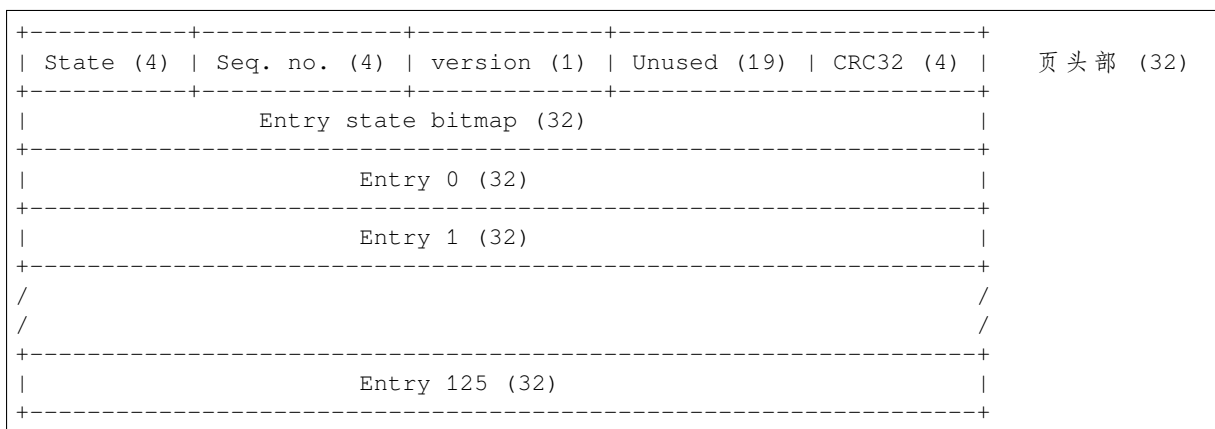 +-----------+--------------+-------------+-------------------------+
| State (4) | Seq. no. (4) | version (1) | Unused (19) | CRC32 (4) |   页头部 (32)
+-----------+--------------+-------------+-------------------------+
|                Entry state bitmap (32)                           |
+------------------------------------------------------------------+
|                       Entry 0 (32)                               |
+------------------------------------------------------------------+
|                       Entry 1 (32)                               |
+------------------------------------------------------------------+
/                                                                  /
/                                                                  /
+------------------------------------------------------------------+
|                       Entry 125 (32)                             |
+------------------------------------------------------------------+